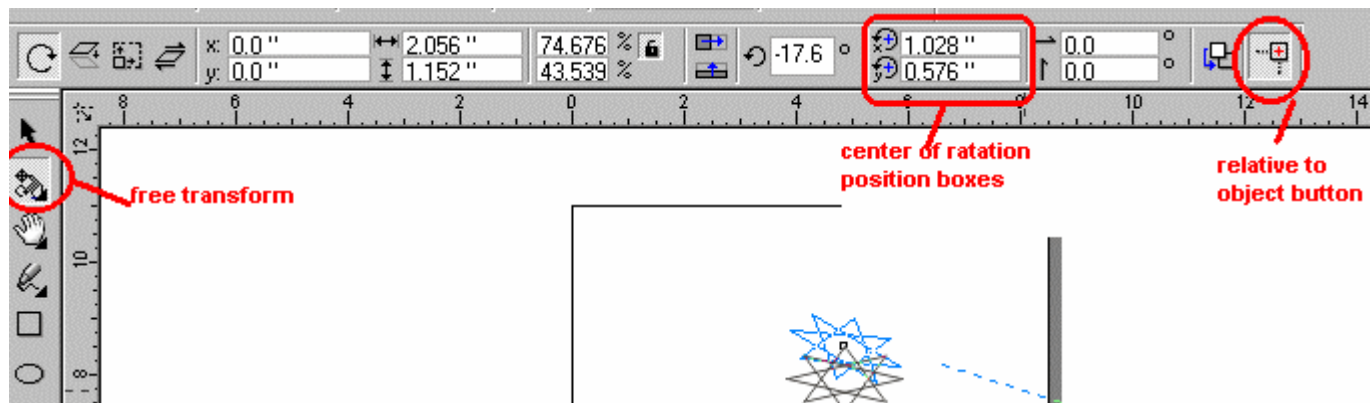 x: 0.0 " 2.056 " 74.676 % -17.6 ° 1.028 " 0.0 °
y: 0.0 " 1.152 " 43.539 % 0.576 " 0.0 °
8 6 4 2 0 2 4 6 8 10 12 14
12
10
8
center of ratation
position boxes
relative to
object button
free transform